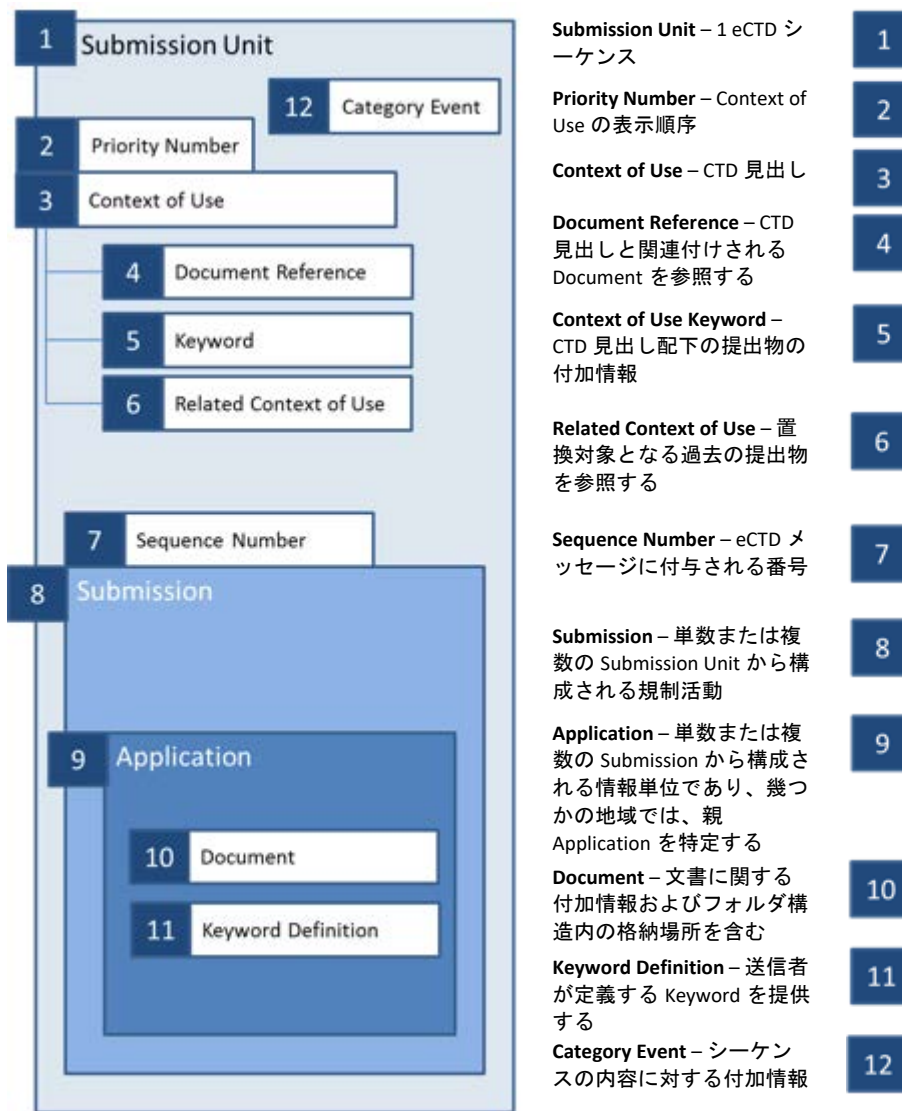 1 Submission Unit
12 Category Event
2 Priority Number
3 Context of Use
4 Document Reference
5 Keyword
6 Related Context of Use
7 Sequence Number
8 Submission
9 Application
10 Document
11 Keyword Definition
Submission Unit – 1 eCTD シ
ーケンス
1
Priority Number – Context of
Use の表示順序
2
Context of Use – CTD 見出し
3
Document Reference – CTD
見出しと関連付けされる
Document を参照する
4
Context of Use Keyword –
CTD 見出し配下の提出物の
付加情報
5
Related Context of Use – 置
換対象となる過去の提出物
を参照する
6
Sequence Number – eCTD メ
ッセージに付与される番号
7
Submission – 単数または複
数の Submission Unit から構
成される規制活動
8
Application – 単数または複
数の Submission から構成さ
れる情報単位であり、幾つ
かの地域では、親
Application を特定する
9
Document – 文書に関する
付加情報およびフォルダ構
造内の格納場所を含む
10
Keyword Definition – 送信者
が定義する Keyword を提供
する
11
Category Event – シーケン
スの内容に対する付加情報
12